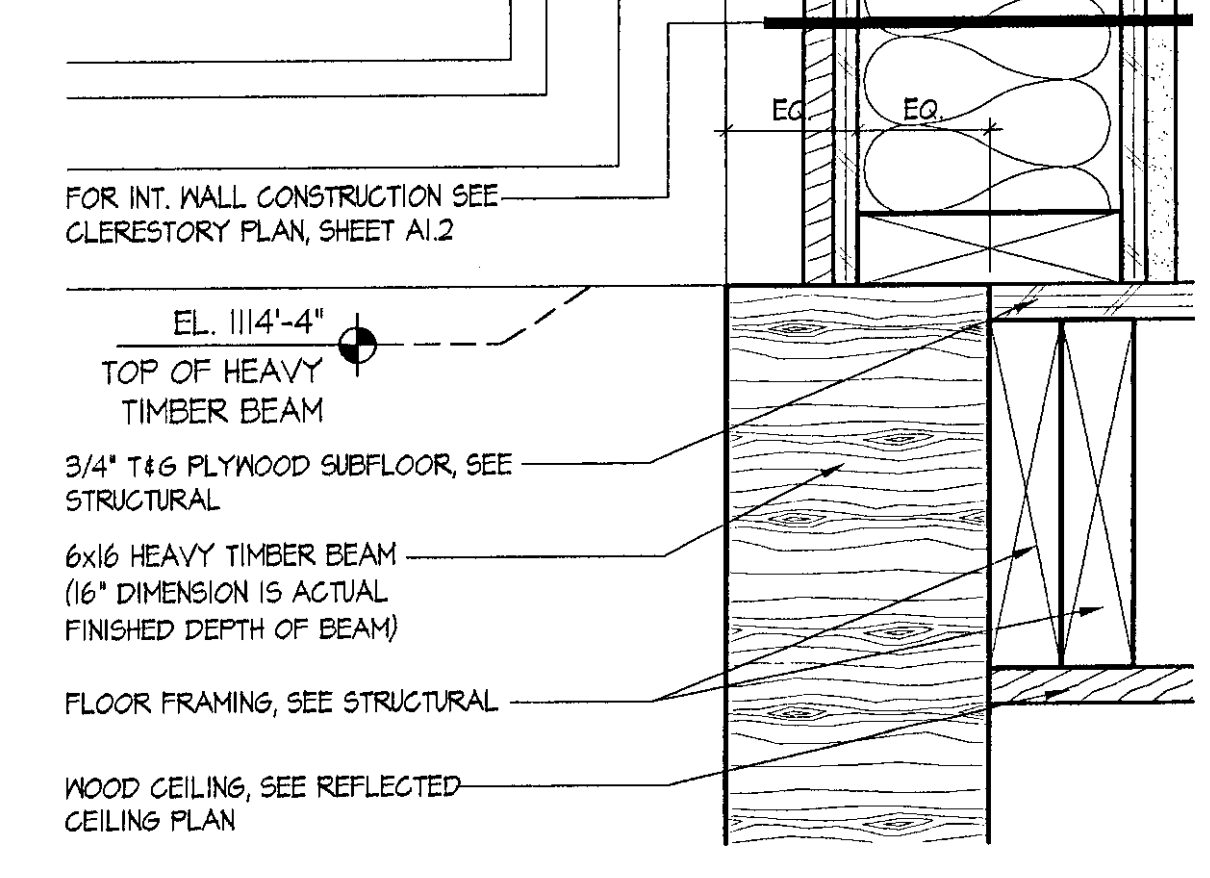 EQ.
EQ.
FOR INT. WALL CONSTRUCTION SEE
CLERESTORY PLAN, SHEET A1.2
EL. 1114'-4"
TOP OF HEAVY
TIMBER BEAM
3/4" T&G PLYWOOD SUBFLOOR, SEE
STRUCTURAL
6x16 HEAVY TIMBER BEAM
(16" DIMENSION IS ACTUAL
FINISHED DEPTH OF BEAM)
FLOOR FRAMING, SEE STRUCTURAL
WOOD CEILING, SEE REFLECTED
CEILING PLAN